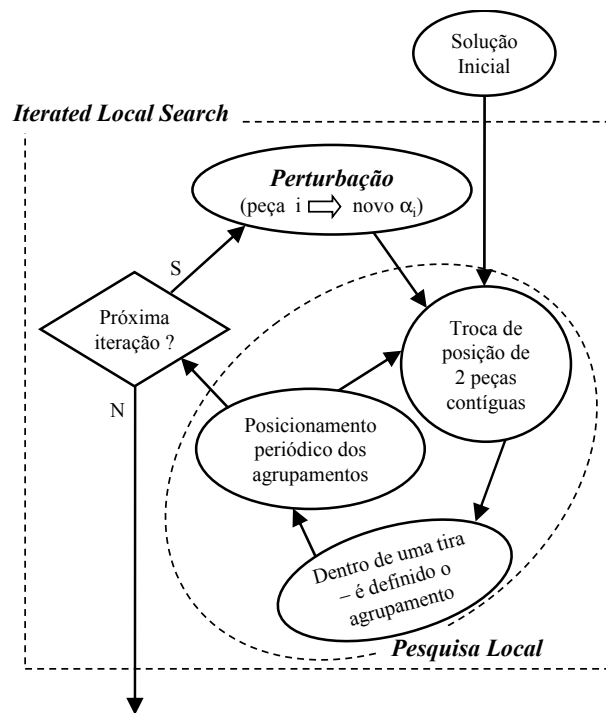 Solução
Inicial
Iterated Local Search
Perturbação
(peça i ⇒ novo αi)
S
Próxima
iteração ?
N
Troca de
posição de
2 peças
contíguas
Posicionamento
periódico dos
agrupamentos
Dentro de uma tira
– é definido o
agrupamento
Pesquisa Local